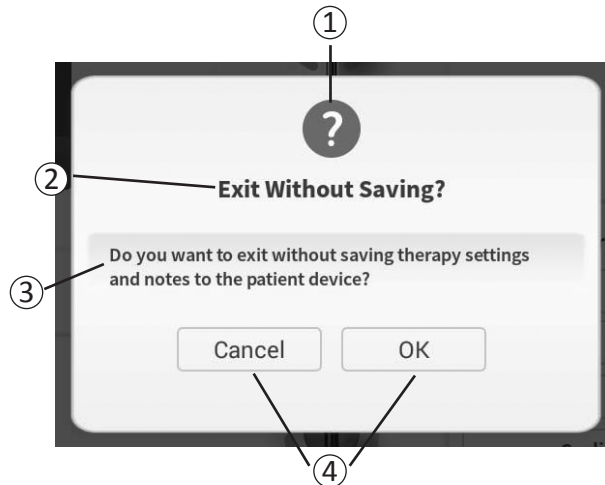 ①
?
② Exit Without Saving?
Do you want to exit without saving therapy settings
③ and notes to the patient device?
Cancel OK
④